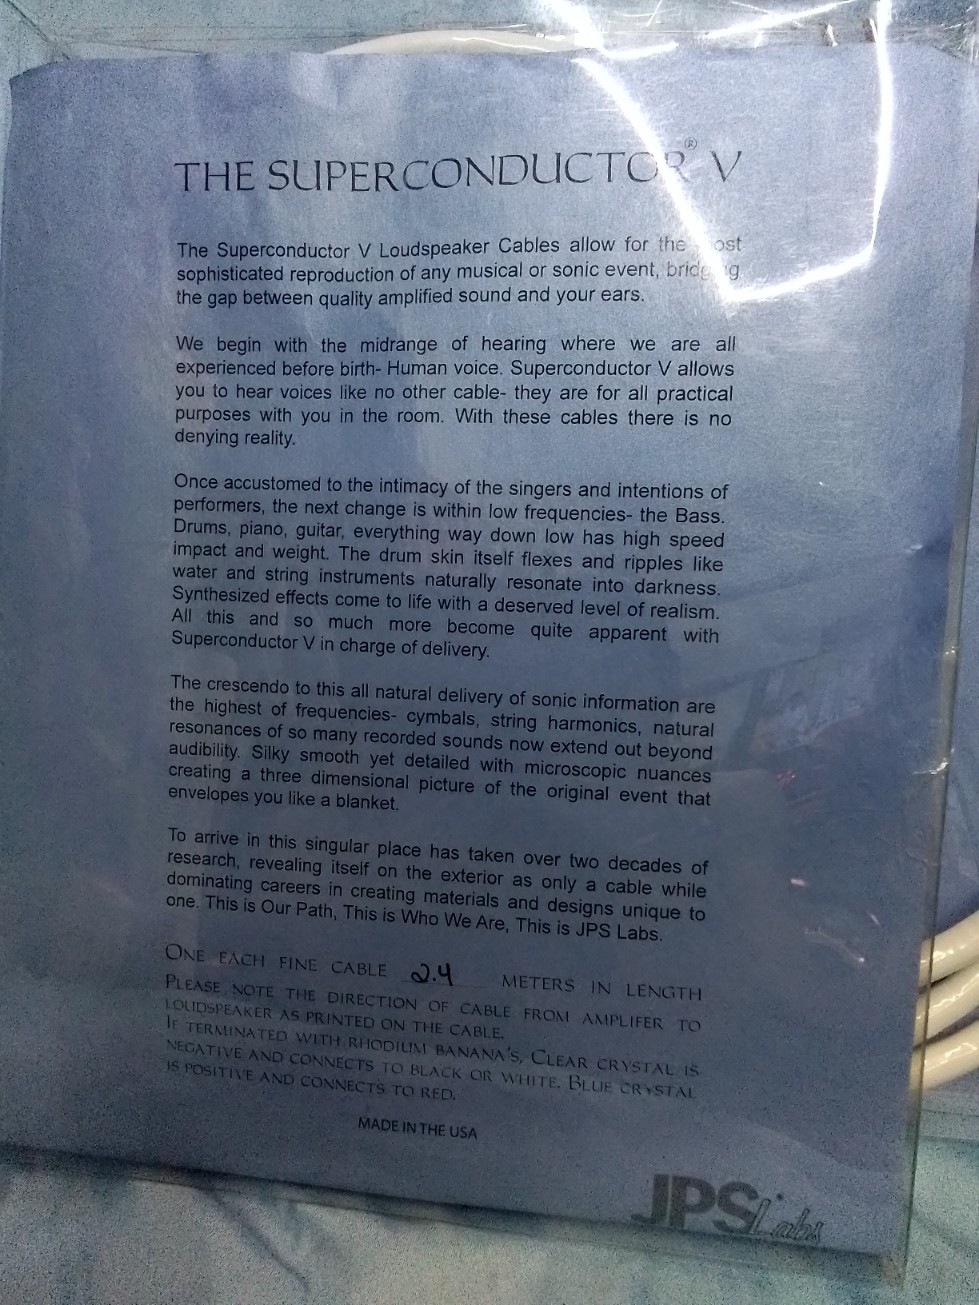 THE SUPERCONDUCTOR® V
The Superconductor V Loudspeaker Cables allow for the most
sophisticated reproduction of any musical or sonic event, bridging
the gap between quality amplified sound and your ears.
We begin with the midrange of hearing where we are all
experienced before birth- Human voice. Superconductor V allows
you to hear voices like no other cable- they are for all practical
purposes with you in the room. With these cables there is no
denying reality.
Once accustomed to the intimacy of the singers and intentions of
performers, the next change is within low frequencies- the Bass.
Drums, piano, guitar, everything way down low has high speed
impact and weight. The drum skin itself flexes and ripples like
water and string instruments naturally resonate into darkness.
Synthesized effects come to life with a deserved level of realism.
All this and so much more become quite apparent with
Superconductor V in charge of delivery.
The crescendo to this all natural delivery of sonic information are
the highest of frequencies- cymbals, string harmonics, natural
resonances of so many recorded sounds now extend out beyond
audibility. Silky smooth yet detailed with microscopic nuances
creating a three dimensional picture of the original event that
envelopes you like a blanket.
To arrive in this singular place has taken over two decades of
research, revealing itself on the exterior as only a cable while
dominating careers in creating materials and designs unique to
one. This is Our Path, This is Who We Are, This is JPS Labs.
ONE EACH FINE CABLE 2.4 METERS IN LENGTH
PLEASE NOTE THE DIRECTION OF CABLE FROM AMPLIFER TO
LOUDSPEAKER AS PRINTED ON THE CABLE.
IF TERMINATED WITH RHODIUM BANANA'S, CLEAR CRYSTAL IS
NEGATIVE AND CONNECTS TO BLACK OR WHITE. BLUE CRYSTAL
IS POSITIVE AND CONNECTS TO RED.
MADE IN THE USA
JPS Labs